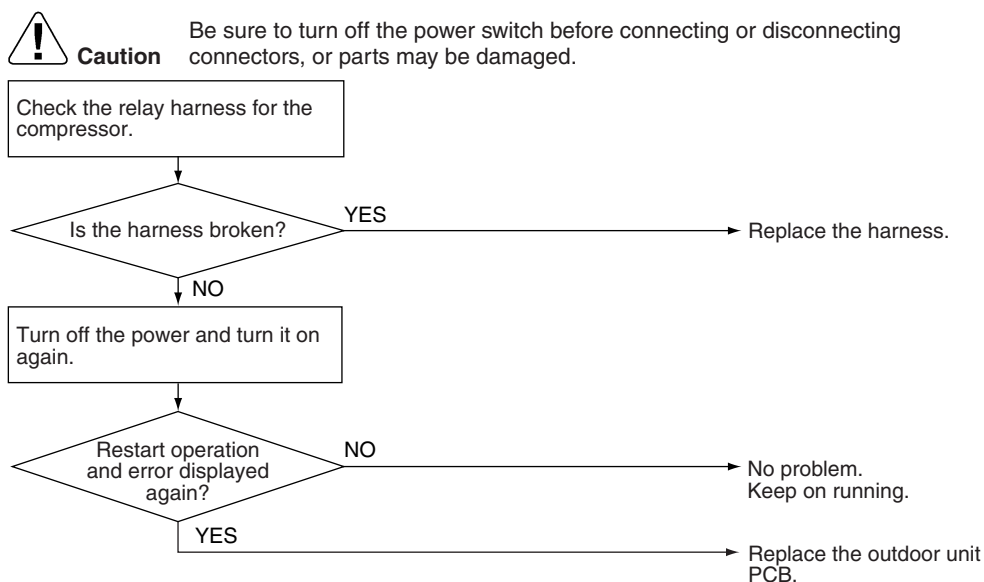 Be sure to turn off the power switch before connecting or disconnecting
Caution connectors, or parts may be damaged.
Check the relay harness for the
compressor.
Is the harness broken?
YES
Replace the harness.
NO
Turn off the power and turn it on
again.
Restart operation
and error displayed
again?
NO
No problem.
Keep on running.
YES
Replace the outdoor unit
PCB.